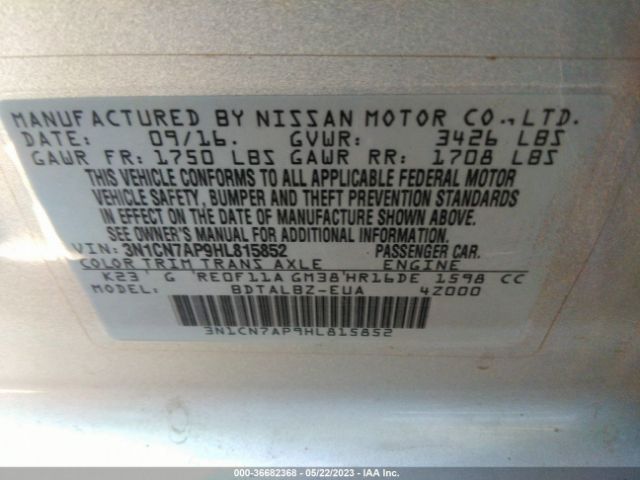 MANUFACTURED BY NISSAN MOTOR CO., LTD.
DATE: 09/16. GVWR: 3426 LBS
GAWR FR: 1750 LBS GAWR RR: 1708 LBS
THIS VEHICLE CONFORMS TO ALL APPLICABLE FEDERAL MOTOR
VEHICLE SAFETY, BUMPER AND THEFT PREVENTION STANDARDS
IN EFFECT ON THE DATE OF MANUFACTURE SHOWN ABOVE.
SEE OWNER'S MANUAL FOR ADDITIONAL INFORMATION.
VIN: 3N1CN7AP9HL815852 PASSENGER CAR.
COLOR TRIM TRANS AXLE ENGINE
K23 G RE0F11A GM38 HR16DE 1598 CC
MODEL: BDTALBZ-EUA 4Z000
3N1CN7AP9HL815852
000-36682368 - 05/22/2023 - IAAI Inc.